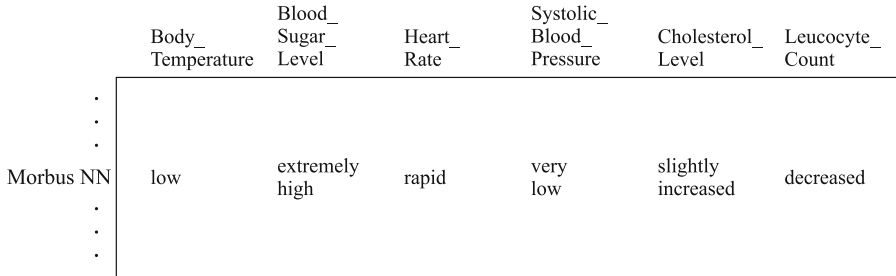 Body_
Temperature
Blood_
Sugar_
Level
Heart_
Rate
Systolic_
Blood_
Pressure
Cholesterol_
Level
Leucocyte_
Count
Morbus NN
low
extremely
high
rapid
very
low
slightly
increased
decreased